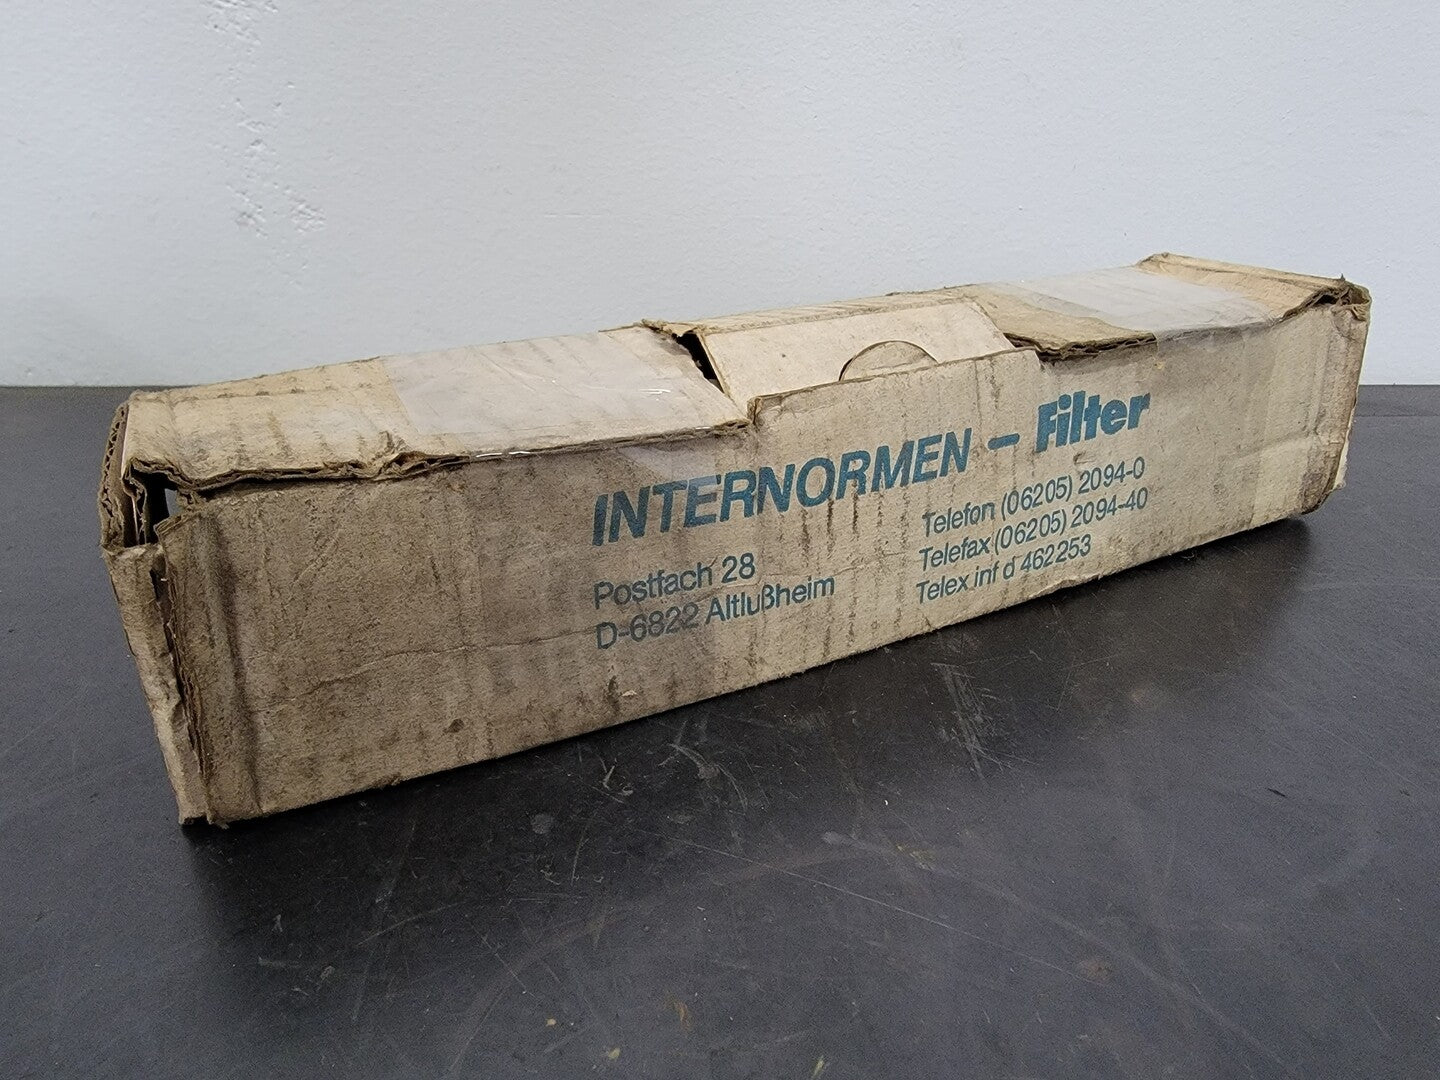 INTERNORMEN – Filter
Postfach 28
D-6822 Altlußheim
Telefon (06205) 2094-0
Telefax (06205) 2094-40
Telex inf d 462253